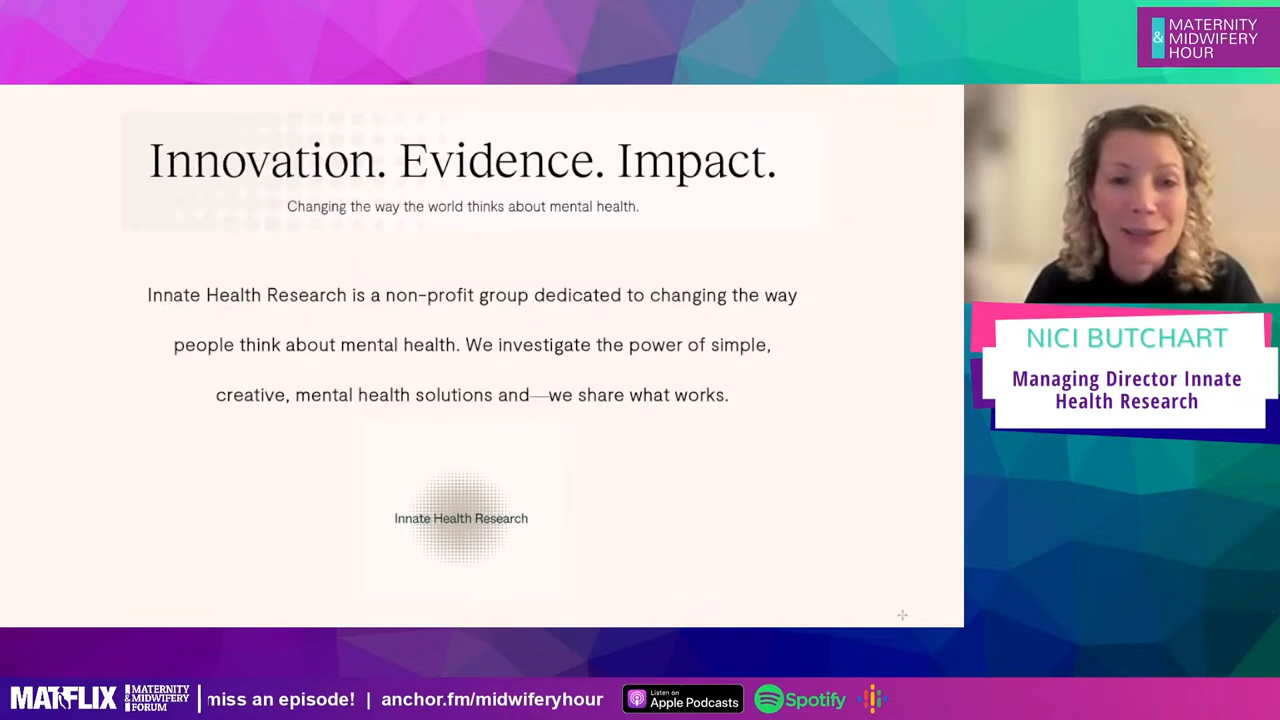 MATERNITY
& MIDWIFERY
HOUR
Innovation. Evidence. Impact.
Changing the way the world thinks about mental health.
Innate Health Research is a non-profit group dedicated to changing the way
people think about mental health. We investigate the power of simple,
creative, mental health solutions and—we share what works.
Innate Health Research
NICI BUTCHART
Managing Director Innate
Health Research
MATFLIX
MATERNITY
& MIDWIFERY
FORUM
miss an episode! | anchor.fm/midwiferyhour
Listen on
Apple Podcasts
Spotify